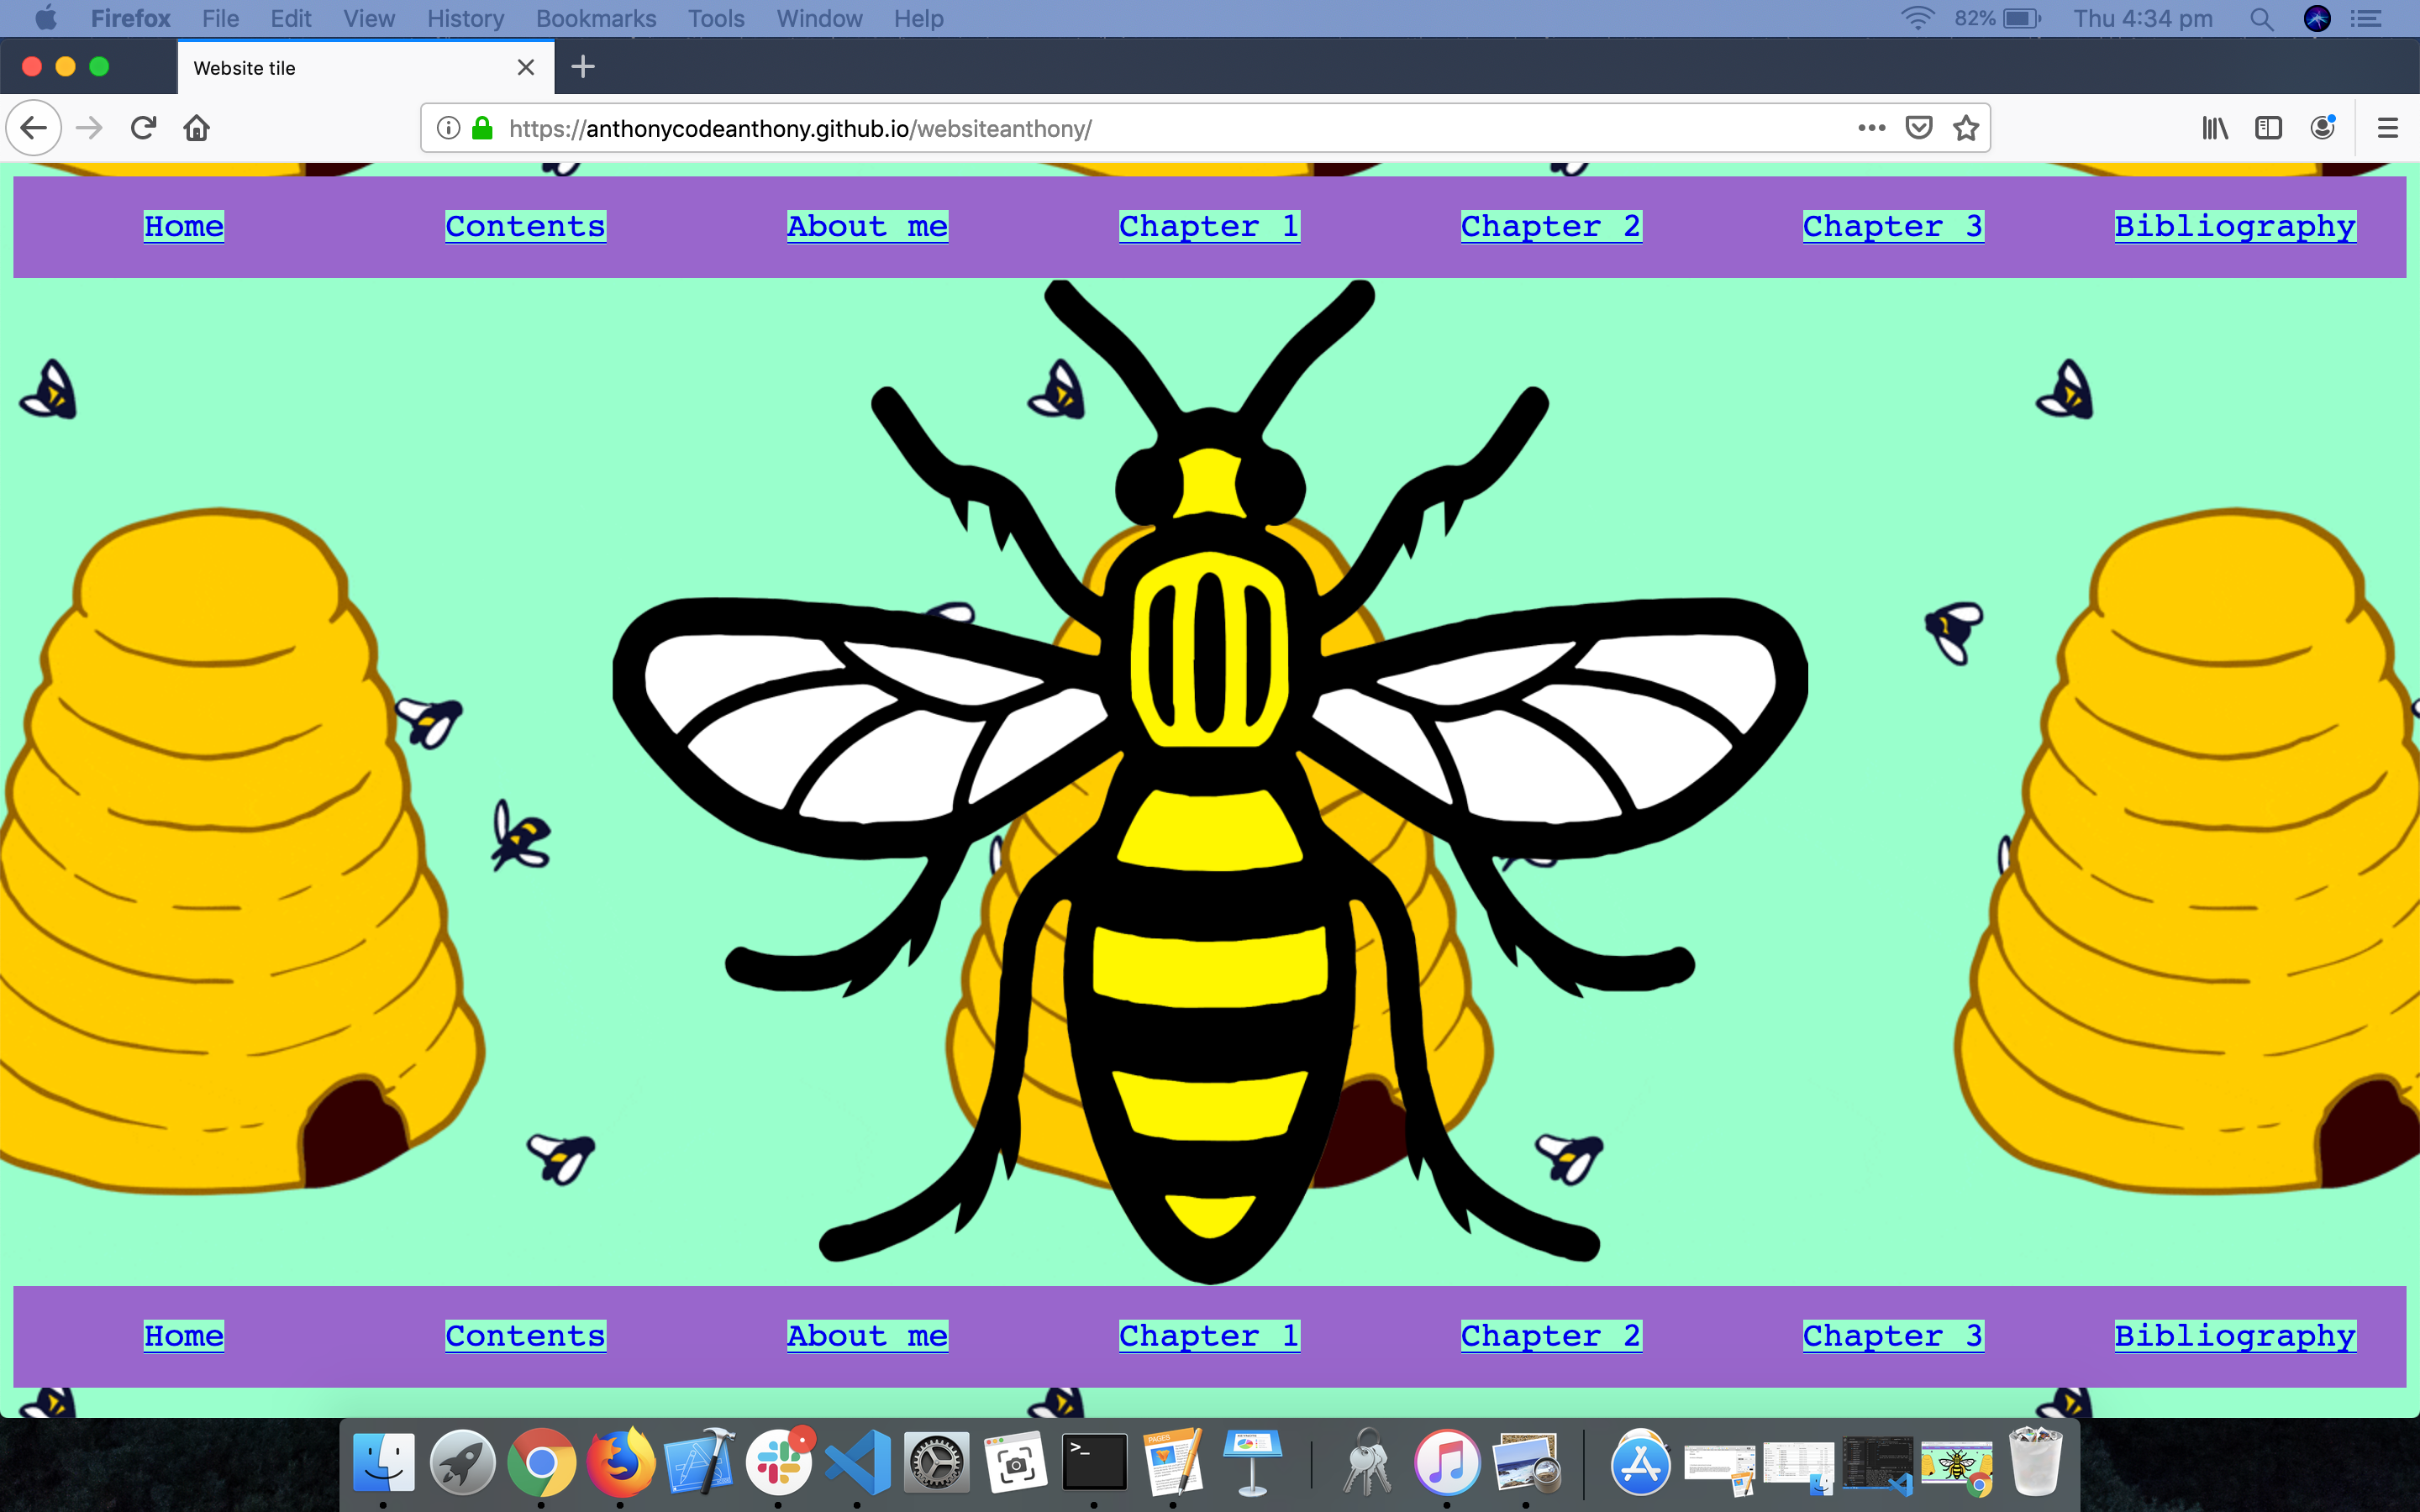 Firefox File Edit View History Bookmarks Tools Window Help 82% Thu 4:34 pm
Website tile
https://anthonycodeanthony.github.io/websiteanthony/
Home Contents About me Chapter 1 Chapter 2 Chapter 3 Bibliography
Home Contents About me Chapter 1 Chapter 2 Chapter 3 Bibliography
>_
PAGES